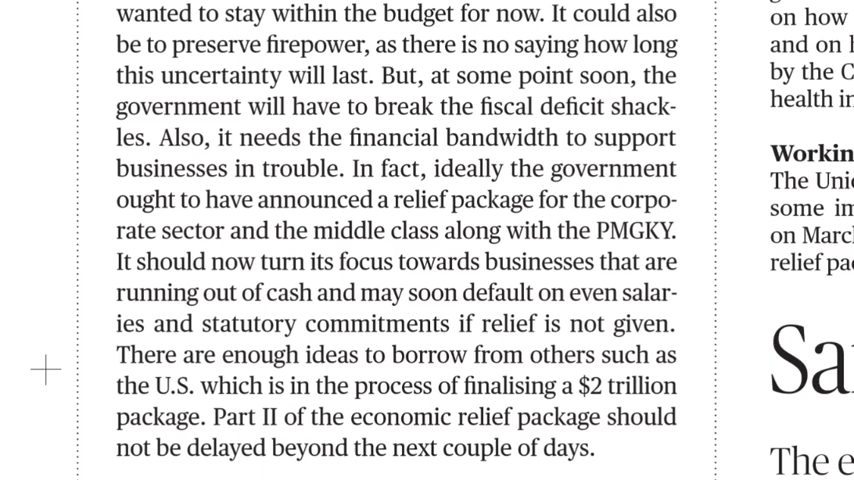 wanted to stay within the budget for now. It could also
be to preserve firepower, as there is no saying how long
this uncertainty will last. But, at some point soon, the
government will have to break the fiscal deficit shack-
les. Also, it needs the financial bandwidth to support
businesses in trouble. In fact, ideally the government
ought to have announced a relief package for the corpo-
rate sector and the middle class along with the PMGKY.
It should now turn its focus towards businesses that are
running out of cash and may soon default on even salar-
ies and statutory commitments if relief is not given.
There are enough ideas to borrow from others such as
the U.S. which is in the process of finalising a $2 trillion
package. Part II of the economic relief package should
not be delayed beyond the next couple of days.
on how
and on
by the
health
The
some
on
relief
The